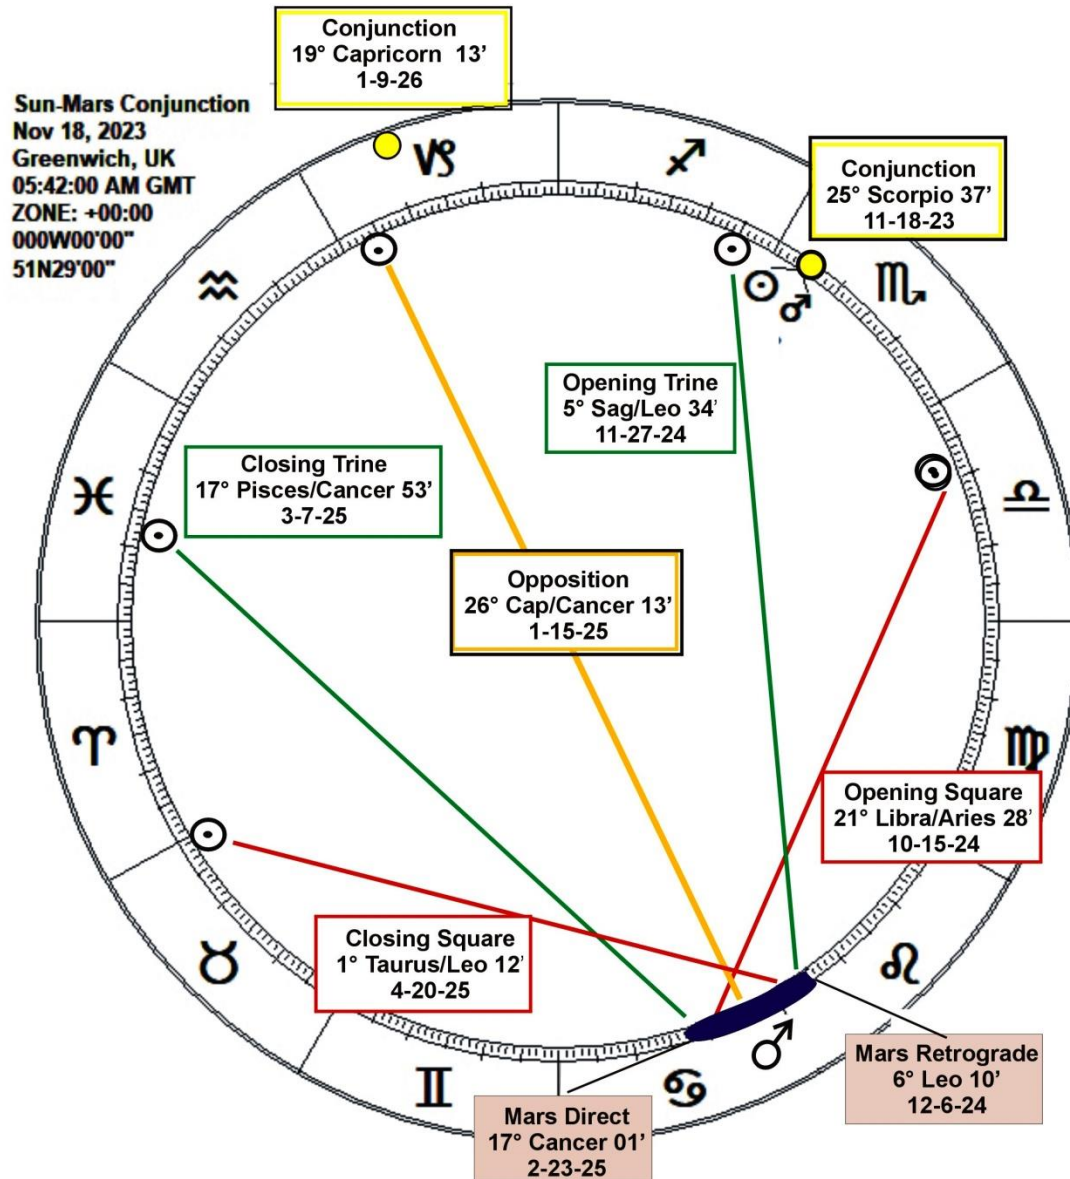 Conjunction
19° Capricorn 13’
1-9-26
Sun-Mars Conjunction
Nov 18, 2023
Greenwich, UK
05:42:00 AM GMT
ZONE: +00:00
000W00'00"
51N29'00"
Conjunction
25° Scorpio 37’
11-18-23
Opening Trine
5° Sag/Leo 34’
11-27-24
Closing Trine
17° Pisces/Cancer 53’
3-7-25
Opposition
26° Cap/Cancer 13’
1-15-25
Opening Square
21° Libra/Aries 28’
10-15-24
Closing Square
1° Taurus/Leo 12’
4-20-25
Mars Retrograde
6° Leo 10’
12-6-24
Mars Direct
17° Cancer 01’
2-23-25